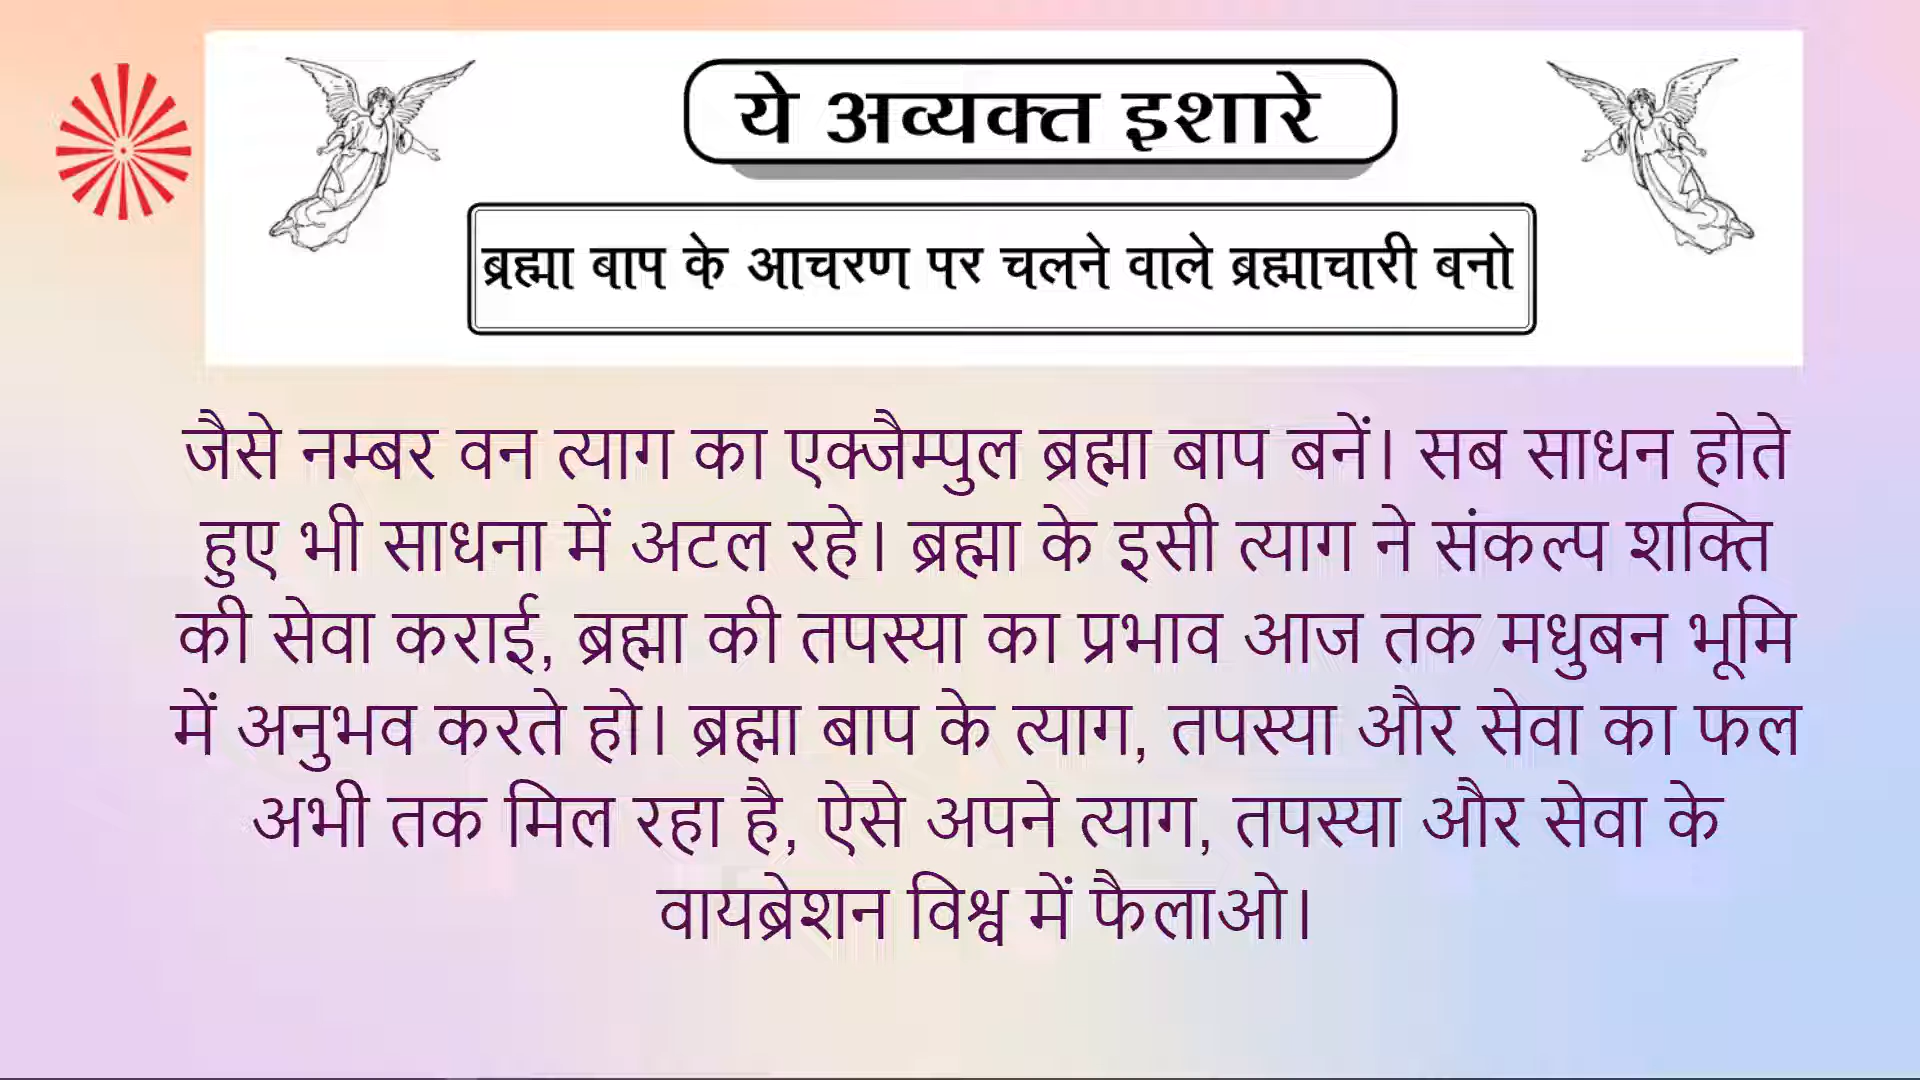 ये अव्यक्त इशारे
ब्रह्मा बाप के आचरण पर चलने वाले ब्रह्माचारी बनो
जैसे नम्बर वन त्याग का एक्जैम्पुल ब्रह्मा बाप बनें। सब साधन होते
हुए भी साधना में अटल रहे। ब्रह्मा के इसी त्याग ने संकल्प शक्ति
की सेवा कराई, ब्रह्मा की तपस्या का प्रभाव आज तक मधुबन भूमि
में अनुभव करते हो। ब्रह्मा बाप के त्याग, तपस्या और सेवा का फल
अभी तक मिल रहा है, ऐसे अपने त्याग, तपस्या और सेवा के
वायब्रेशन विश्व में फैलाओ।